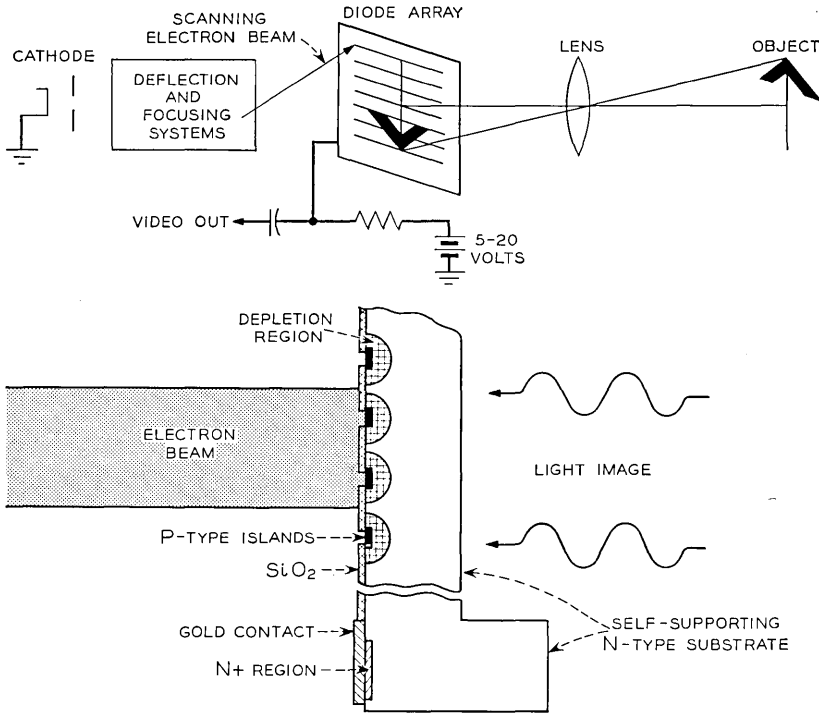 SCANNING
ELECTRON BEAM
DIODE ARRAY
CATHODE
LENS
OBJECT
DEFLECTION
AND
FOCUSING
SYSTEMS
VIDEO OUT
5-20
VOLTS
DEPLETION
REGION
ELECTRON
BEAM
LIGHT IMAGE
P-TYPE ISLANDS
SiO2
GOLD CONTACT
N+ REGION
SELF-SUPPORTING
N-TYPE SUBSTRATE